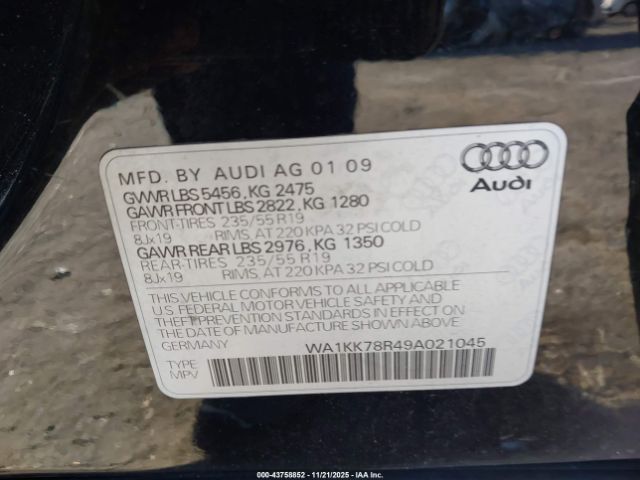 MFD. BY AUDI AG 01 09
GVWR LBS 5456, KG 2475
GAWR FRONT LBS 2822, KG 1280
FRONT-TIRES 235/55 R19
8Jx19 RIMS, AT 220 KPA 32 PSI COLD
GAWR REAR LBS 2976, KG 1350
REAR-TIRES 235/55 R19
8Jx19 RIMS, AT 220 KPA 32 PSI COLD
THIS VEHICLE CONFORMS TO ALL APPLICABLE
U.S. FEDERAL MOTOR VEHICLE SAFETY AND
THEFT PREVENTION STANDARDS IN EFFECT ON
THE DATE OF MANUFACTURE SHOWN ABOVE.
GERMANY WA1KK78R49A021045
TYPE:
MPV
Audi
000-43758852 - 11/21/2025 - IAA Inc.